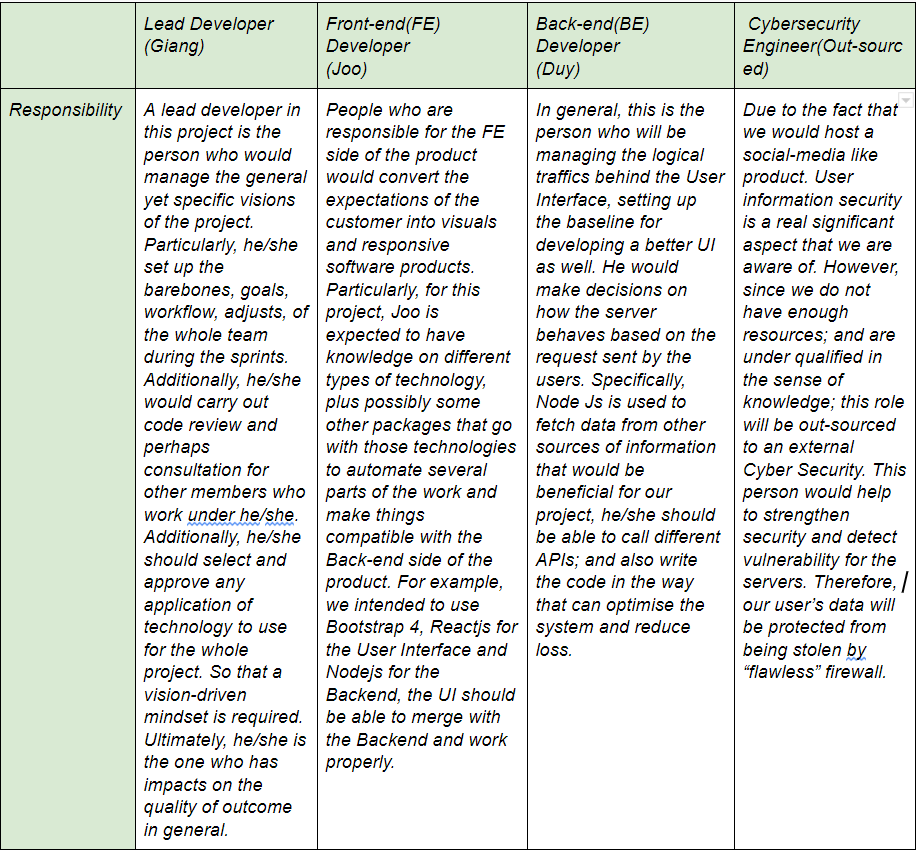 Lead Developer
(Giang)
Front-end(FE)
Developer
(Joo)
Back-end(BE)
Developer
(Duy)
Cybersecurity
Engineer(Out-sourc
ed)
Responsibility
A lead developer in
this project is the
person who would
manage the general
yet specific visions
of the project.
Particularly, he/she
set up the
barebones, goals,
workflow, adjusts, of
the whole team
during the sprints.
Additionally, he/she
would carry out
code review and
perhaps
consultation for
other members who
work under he/she.
Additionally, he/she
should select and
approve any
application of
technology to use
for the whole
project. So that a
vision-driven
mindset is required.
Ultimately, he/she is
the one who has
impacts on the
quality of outcome
in general.
People who are
responsible for the FE
side of the product
would convert the
expectations of the
customer into visuals
and responsive
software products.
Particularly, for this
project, Joo is
expected to have
knowledge on different
types of technology,
plus possibly some
other packages that go
with those technologies
to automate several
parts of the work and
make things
compatible with the
Back-end side of the
product. For example,
we intended to use
Bootstrap 4, Reactjs for
the User Interface and
Nodejs for the
Backend, the UI should
be able to merge with
the Backend and work
properly.
In general, this is the
person who will be
managing the logical
traffics behind the User
Interface, setting up
the baseline for
developing a better UI
as well. He would
make decisions on
how the server
behaves based on the
request sent by the
users. Specifically,
Node Js is used to
fetch data from other
sources of information
that would be
beneficial for our
project, he/she should
be able to call different
APIs; and also write
the code in the way
that can optimise the
system and reduce
loss.
Due to the fact that
we would host a
social-media like
product. User
information security
is a real significant
aspect that we are
aware of. However,
since we do not
have enough
resources; and are
under qualified in
the sense of
knowledge; this role
will be out-sourced
to an external
Cyber Security. This
person would help
to strengthen
security and detect
vulnerability for the
servers. Therefore,
our user’s data will
be protected from
being stolen by
“flawless” firewall.